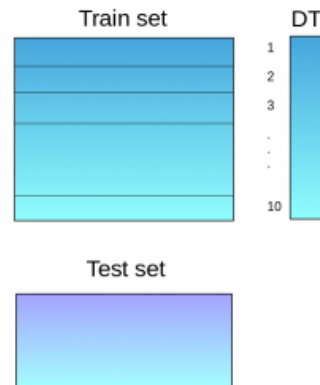 Train set
DT
1
2
3
.
.
.
10
Test set